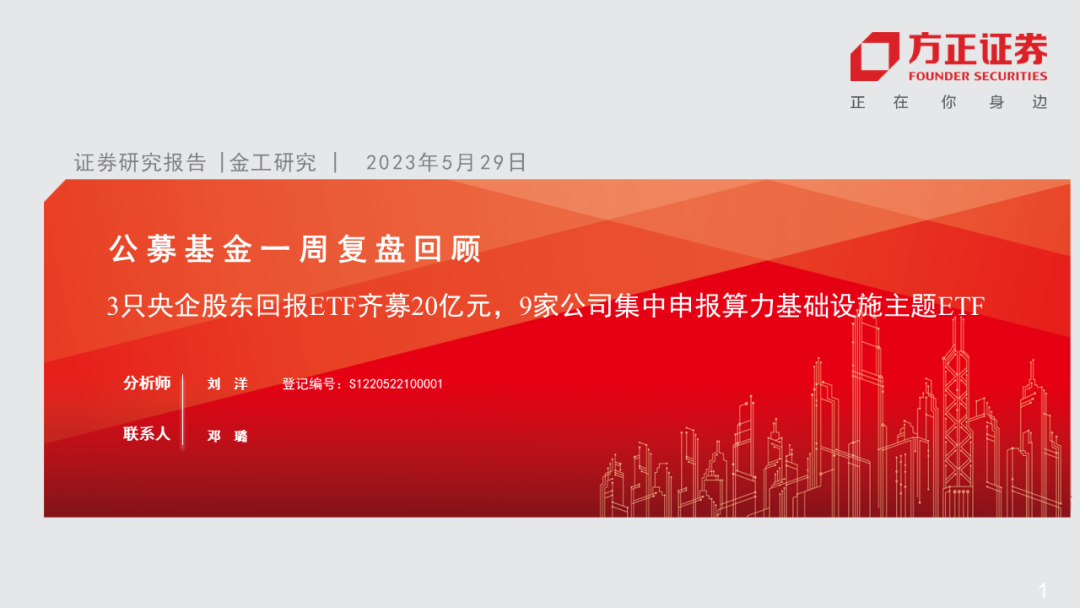 方正证券
FOUNDER SECURITIES
正在你身边
证券研究报告 |金工研究 | 2023年5月29日
公募基金一周复盘回顾
3只央企股东回报ETF齐募20亿元，9家公司集中申报算力基础设施主题ETF
分析师 刘 洋 登记编号：S1220522100001
联系人 邓 璐
1